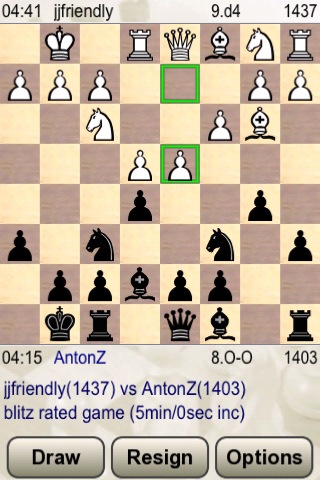 04:41 jjfriendly 9.d4 1437
04:15 AntonZ 8.O-O 1403
jjfriendly(1437) vs AntonZ(1403)
blitz rated game (5min/0sec inc)
Draw Resign Options